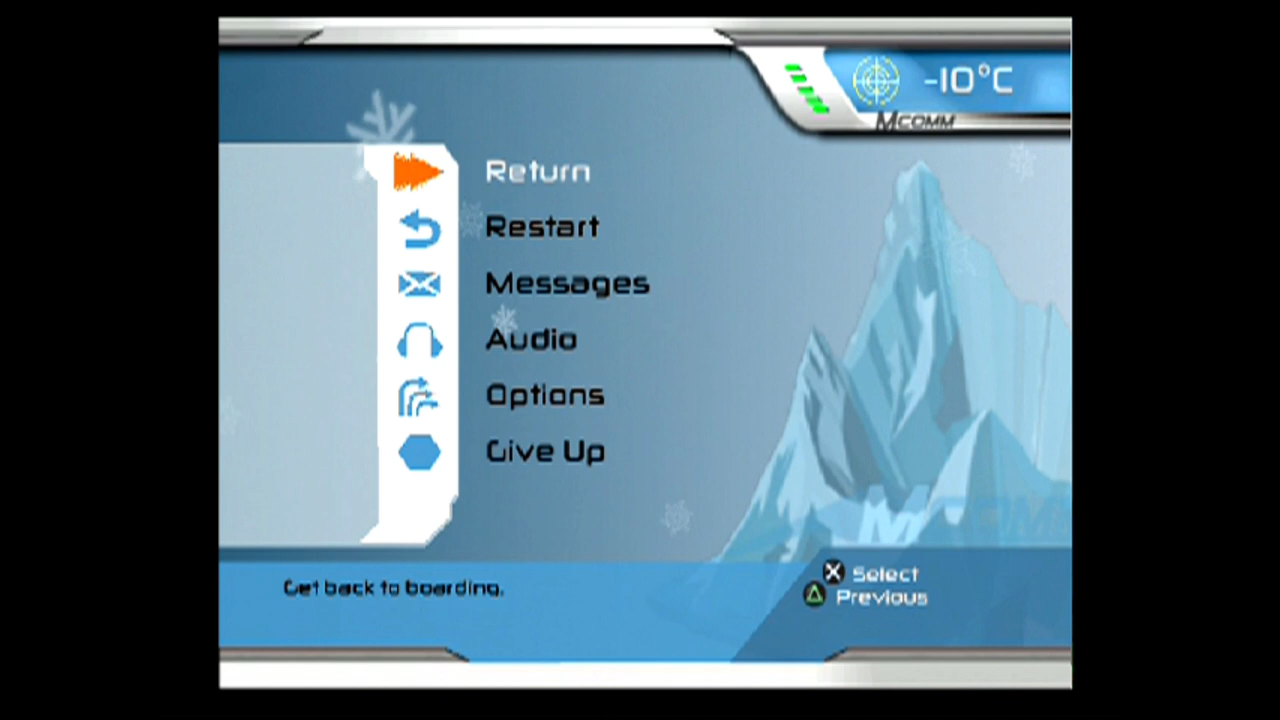 -10°C
MCOMM
Return
Restart
Messages
Audio
Options
Give Up
Get back to boarding.
Select
Previous